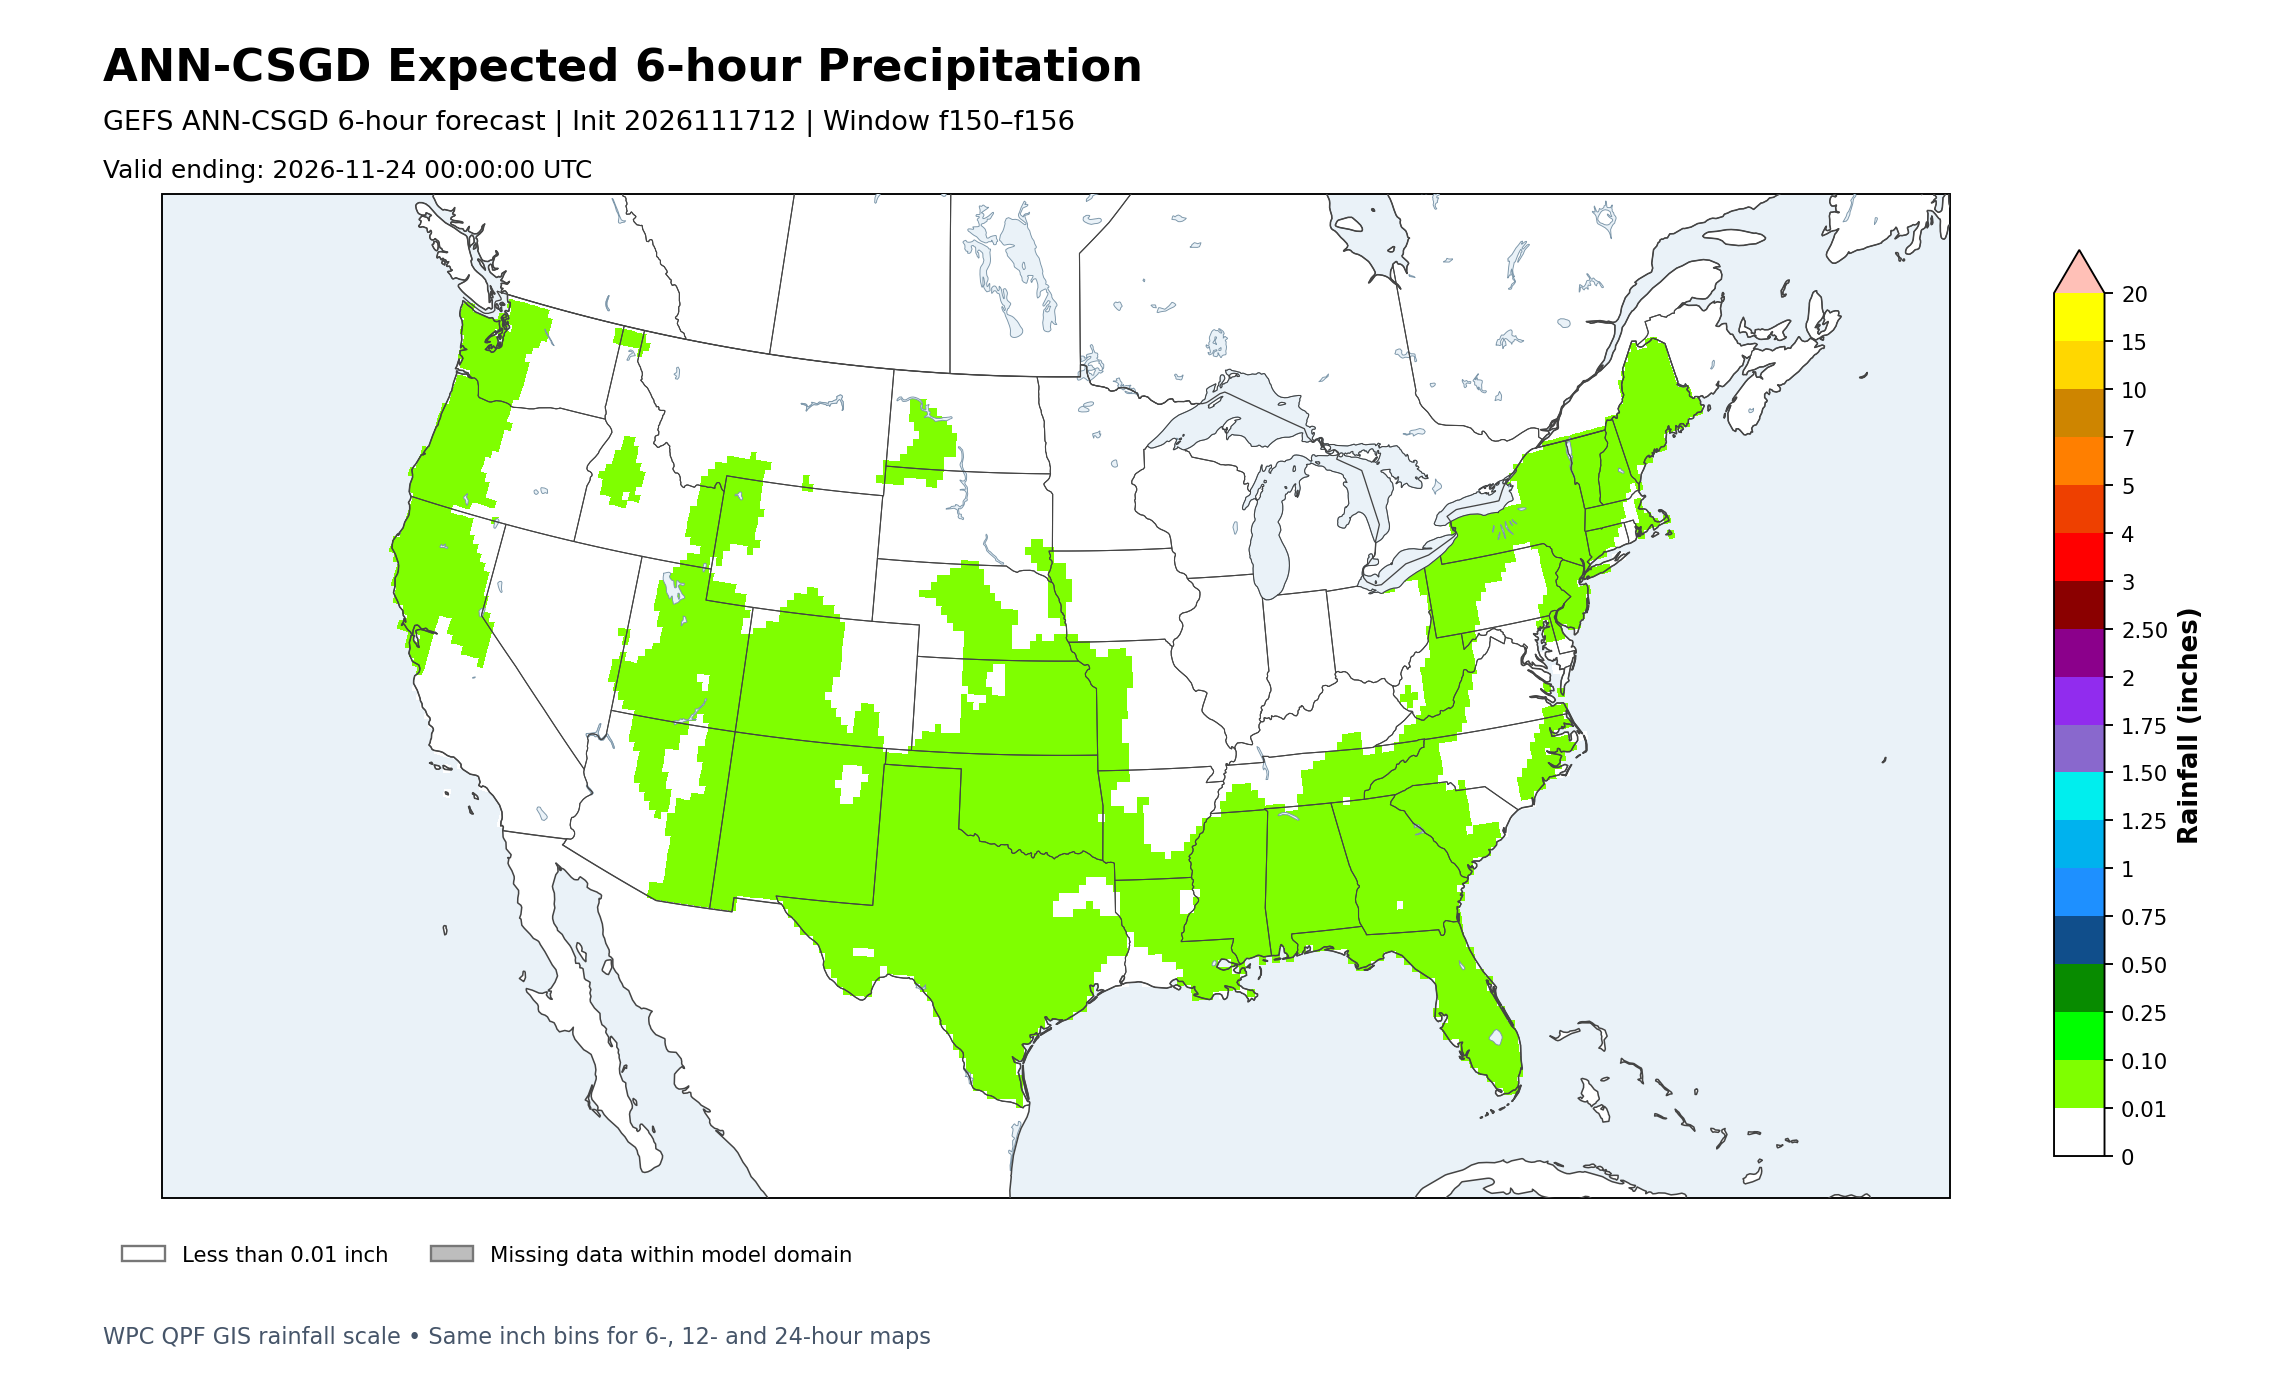 ANN-CSGD Expected 6-hour Precipitation
GEFS ANN-CSGD 6-hour forecast | Init 2026111712 | Window f150–f156
Valid ending: 2026-11-24 00:00:00 UTC
20
15
10
7
5
4
3
2.50
2
1.75
1.50
1.25
1
0.75
0.50
0.25
0.10
0.01
0
Rainfall (inches)
Less than 0.01 inch
Missing data within model domain
WPC QPF GIS rainfall scale • Same inch bins for 6-, 12- and 24-hour maps